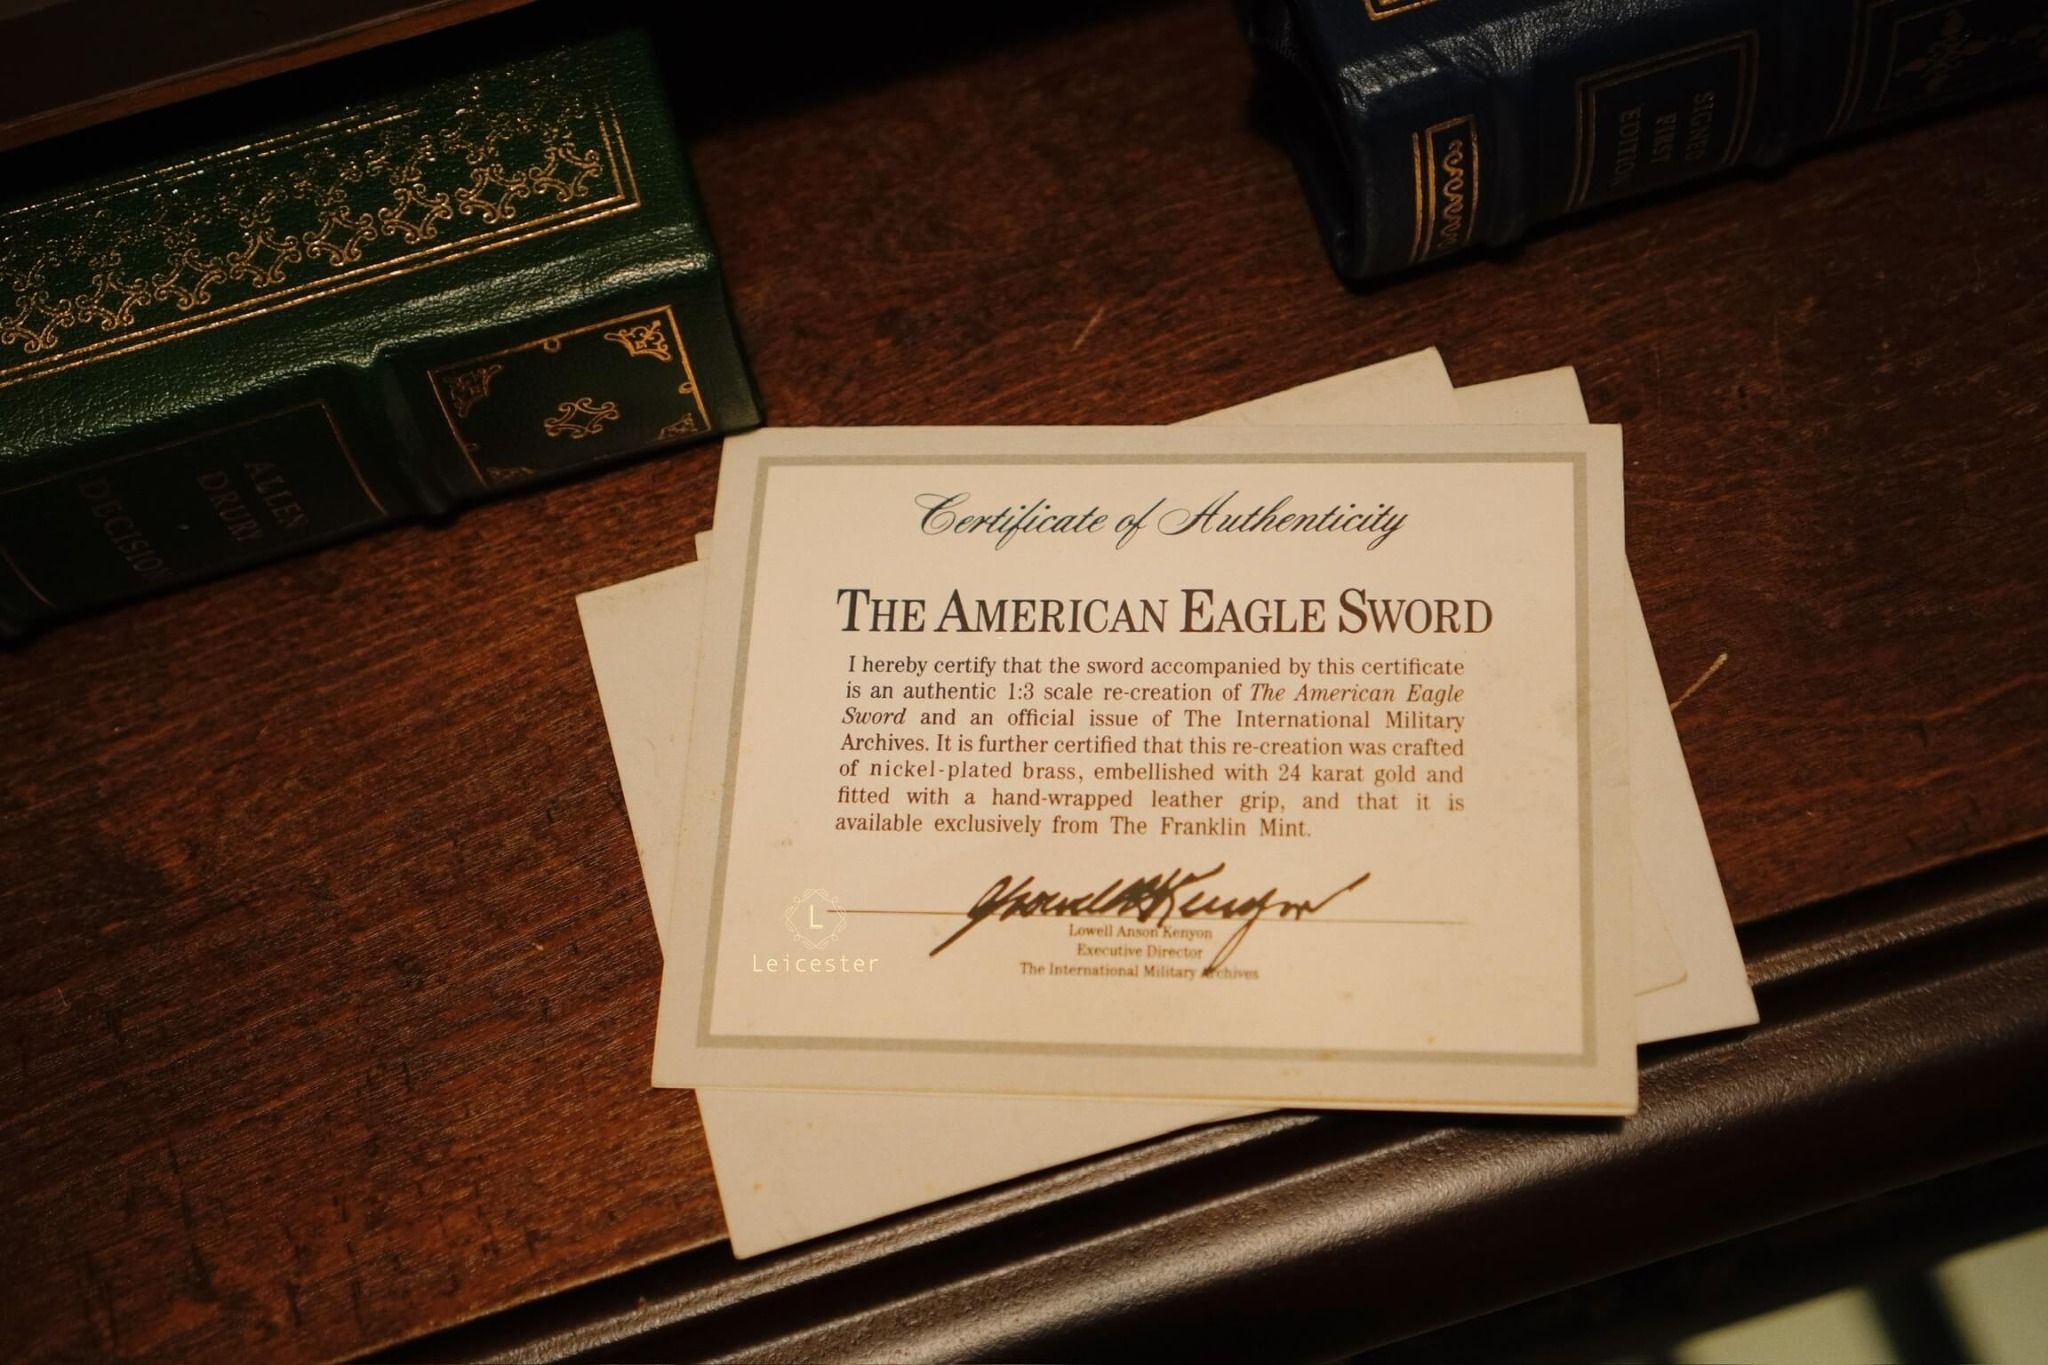 SIGNED
FIRST
EDITION
ALLEN
DRURY
DECISION
Certificate of Authenticity
THE AMERICAN EAGLE SWORD
I hereby certify that the sword accompanied by this certificate
is an authentic 1:3 scale re-creation of The American Eagle
Sword and an official issue of The International Military
Archives. It is further certified that this re-creation was crafted
of nickel-plated brass, embellished with 24 karat gold and
fitted with a hand-wrapped leather grip, and that it is
available exclusively from The Franklin Mint.
Lowell Anson Kenyon
Lowell Anson Kenyon
Executive Director
The International Military Archives
L
Leicester